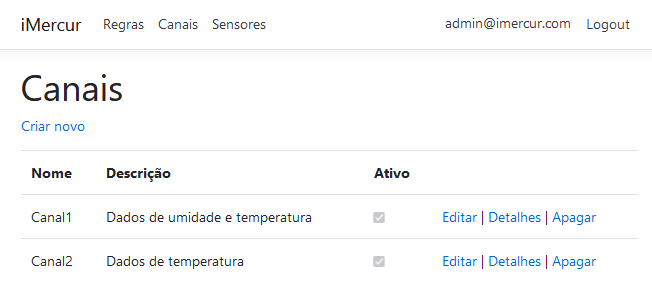 iMercur Regras Canais Sensores admin@imercur.com Logout
Canais
Criar novo
Nome Descrição Ativo
Canal1 Dados de umidade e temperatura Editar | Detalhes | Apagar
Canal2 Dados de temperatura Editar | Detalhes | Apagar